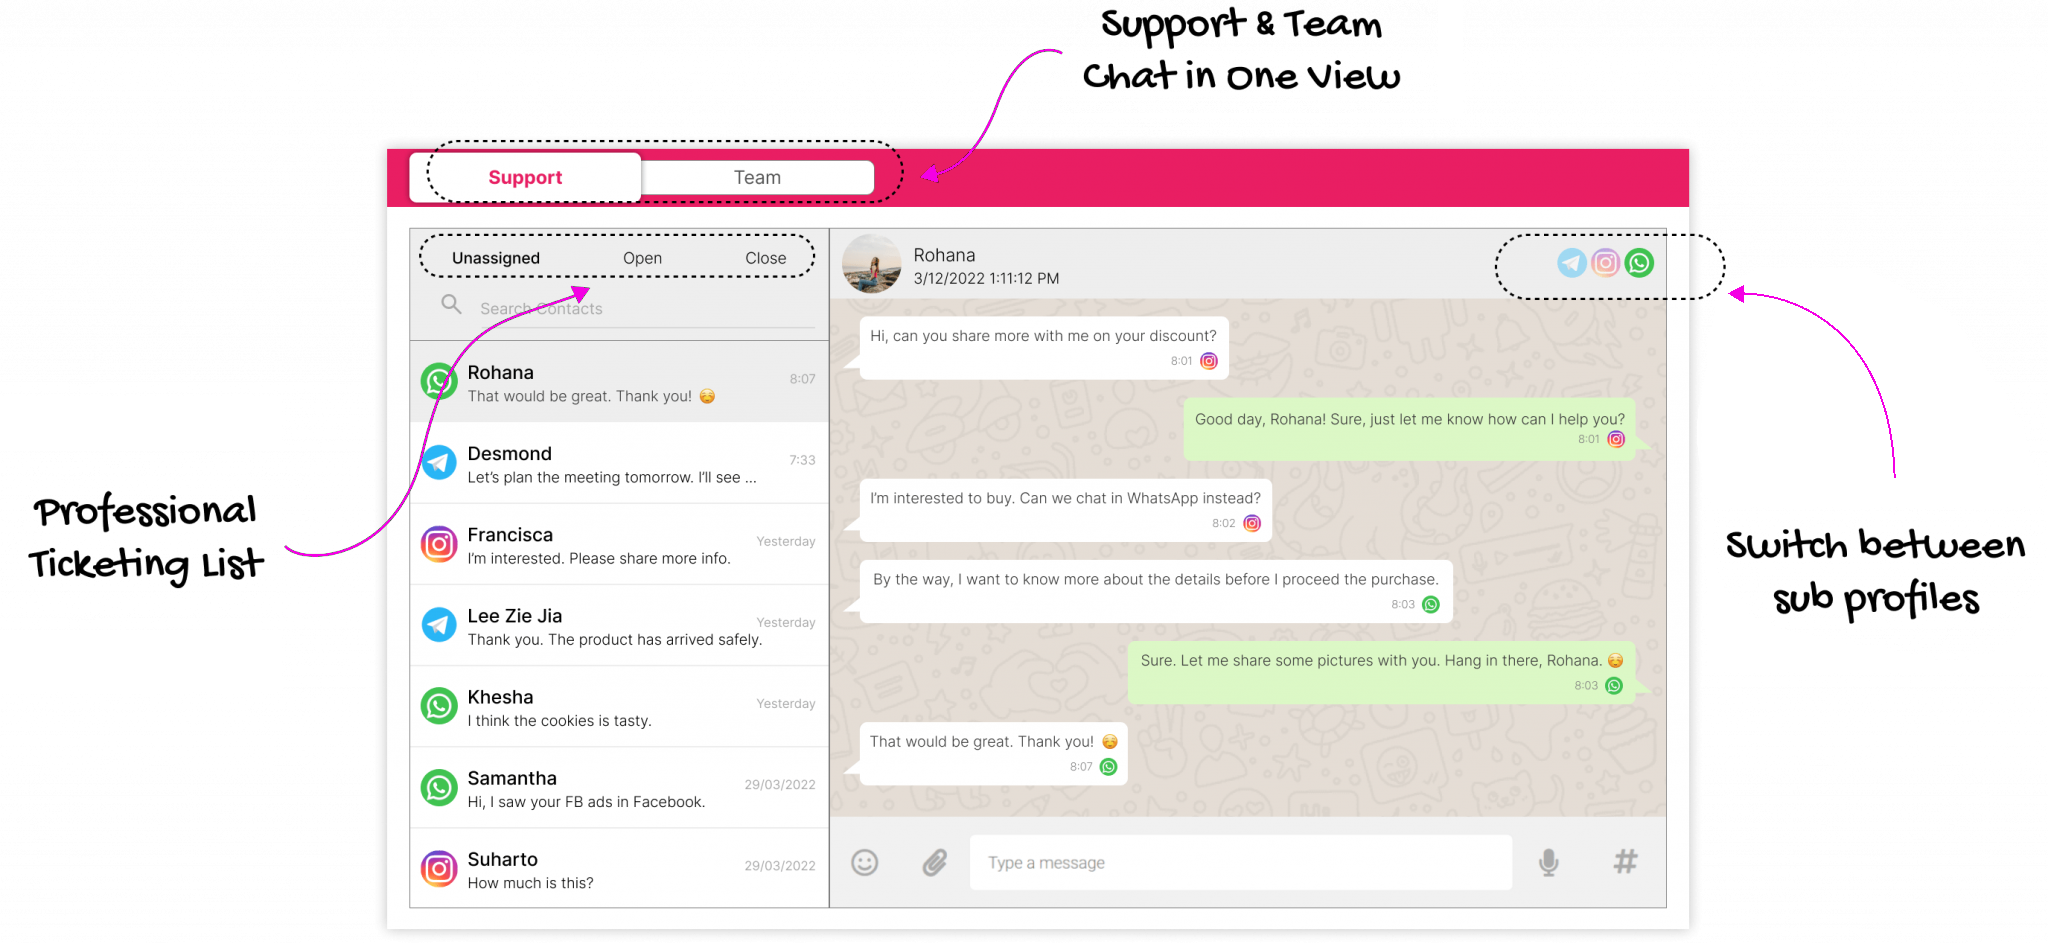 Support & Team
Chat in One View
Support
Team
Unassigned
Open
Close
Search Contacts
Rohana
8:07
That would be great. Thank you! ☺️
Desmond
7:33
Let's plan the meeting tomorrow. I'll see ...
Francisca
Yesterday
I'm interested. Please share more info.
Lee Zie Jia
Yesterday
Thank you. The product has arrived safely.
Khesha
Yesterday
I think the cookies is tasty.
Samantha
29/03/2022
Hi, I saw your FB ads in Facebook.
Suharto
29/03/2022
How much is this?
Rohana
3/12/2022 1:11:12 PM
Hi, can you share more with me on your discount?
8:01
Good day, Rohana! Sure, just let me know how can I help you?
8:01
I'm interested to buy. Can we chat in WhatsApp instead?
8:02
By the way, I want to know more about the details before I proceed the purchase.
8:03
Sure. Let me share some pictures with you. Hang in there, Rohana. ☺️
8:03
That would be great. Thank you! ☺️
8:07
Type a message
#
Professional
Ticketing List
Switch between
sub profiles